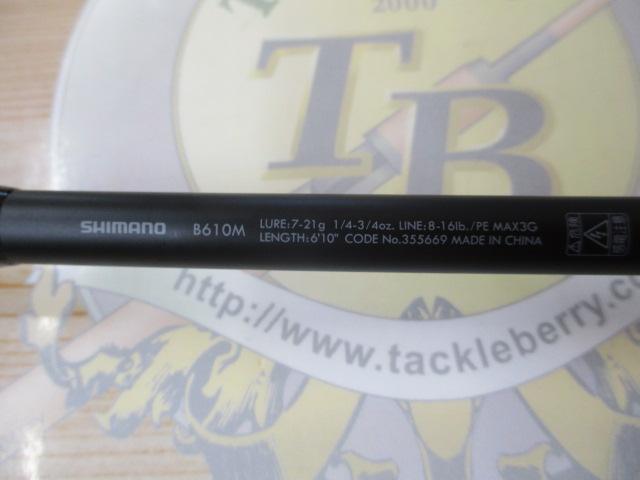 2000
TB
SHIMANO B610M LURE:7-21g 1/4-3/4oz. LINE:8-16lb./PE MAX3G
LENGTH:6'10" CODE No.355669 MADE IN CHINA
http://www.tackleberry.co